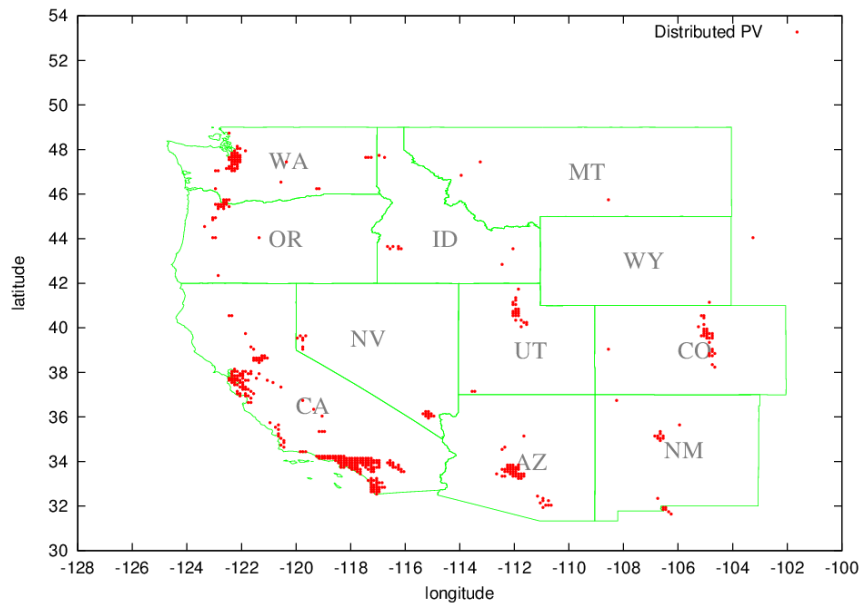 54
52
50
48
46
44
42
40
38
36
34
32
30
latitude
Distributed PV
WA
MT
OR
ID
WY
NV
UT
CO
CA
AZ
NM
-128 -126 -124 -122 -120 -118 -116 -114 -112 -110 -108 -106 -104 -102 -100
longitude